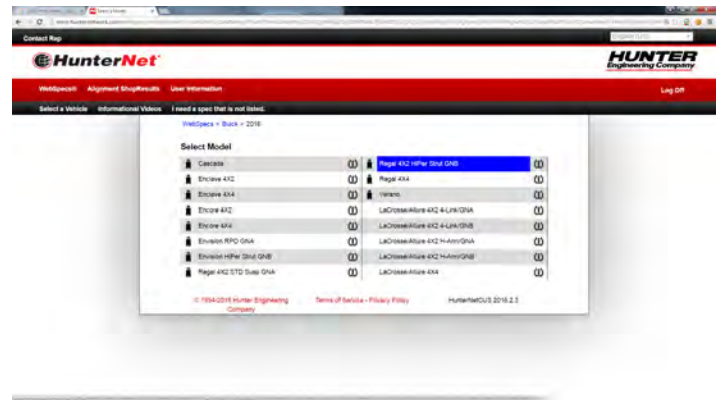 Select a Model
Contact Rep
English (US)
HunterNet
HUNTER
Engineering Company
WebSpecs® Alignment ShopResults User Information Log Off
Select a Vehicle Informational Videos I need a spec that is not listed.
WebSpecs > Buick > 2016
Select Model
Cascada
Enclave 4X2
Enclave 4X4
Encore 4X2
Encore 4X4
Envision RPO GNA
Envision HiPer Strut GNB
Regal 4X2 STD Susp GNA
Regal 4X2 HiPer Strut GNB
Regal 4X4
Verano
LaCrosse/Allure 4X2 4-Link/GNA
LaCrosse/Allure 4X2 4-Link/GNB
LaCrosse/Allure 4X2 H-Arm/GNA
LaCrosse/Allure 4X2 H-Arm/GNB
LaCrosse/Allure 4X4
© 1994-2016 Hunter Engineering
Company
Terms of Service - Privacy Policy
HunterNetCUS 2016.2.3